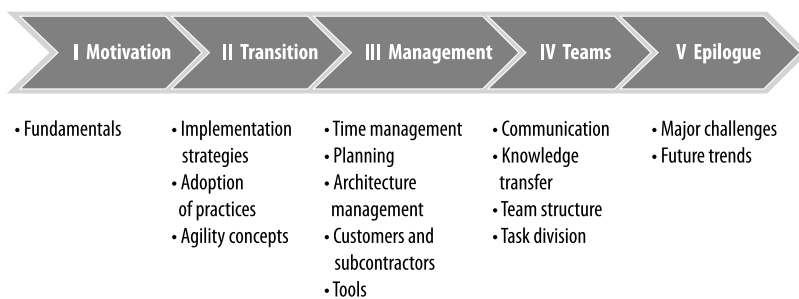 I Motivation
II Transition
III Management
IV Teams
V Epilogue
• Fundamentals
• Implementation
strategies
• Adoption
of practices
• Agility concepts
• Time management
• Planning
• Architecture
management
• Customers and
subcontractors
• Tools
• Communication
• Knowledge
transfer
• Team structure
• Task division
• Major challenges
• Future trends